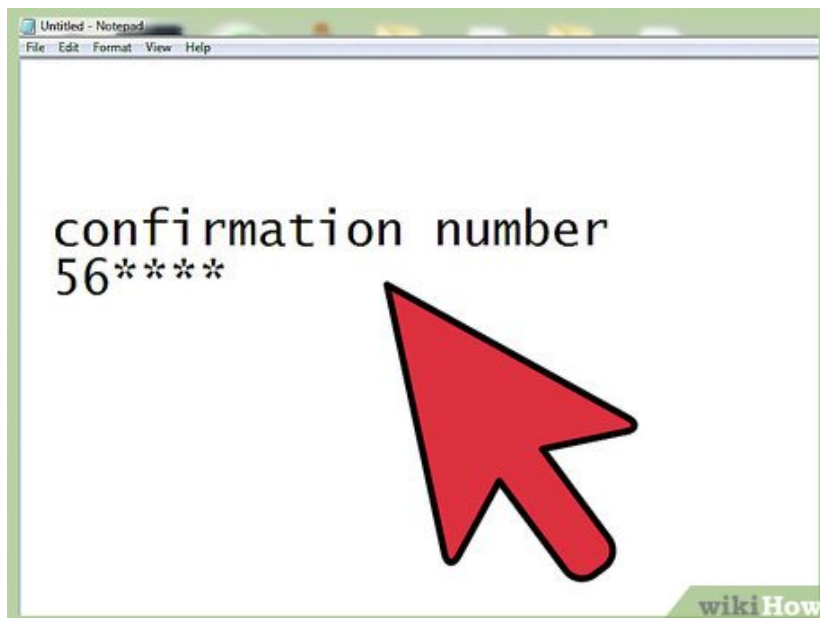 Untitled - Notepad
File Edit Format View Help
confirmation number
56****
wikiHow